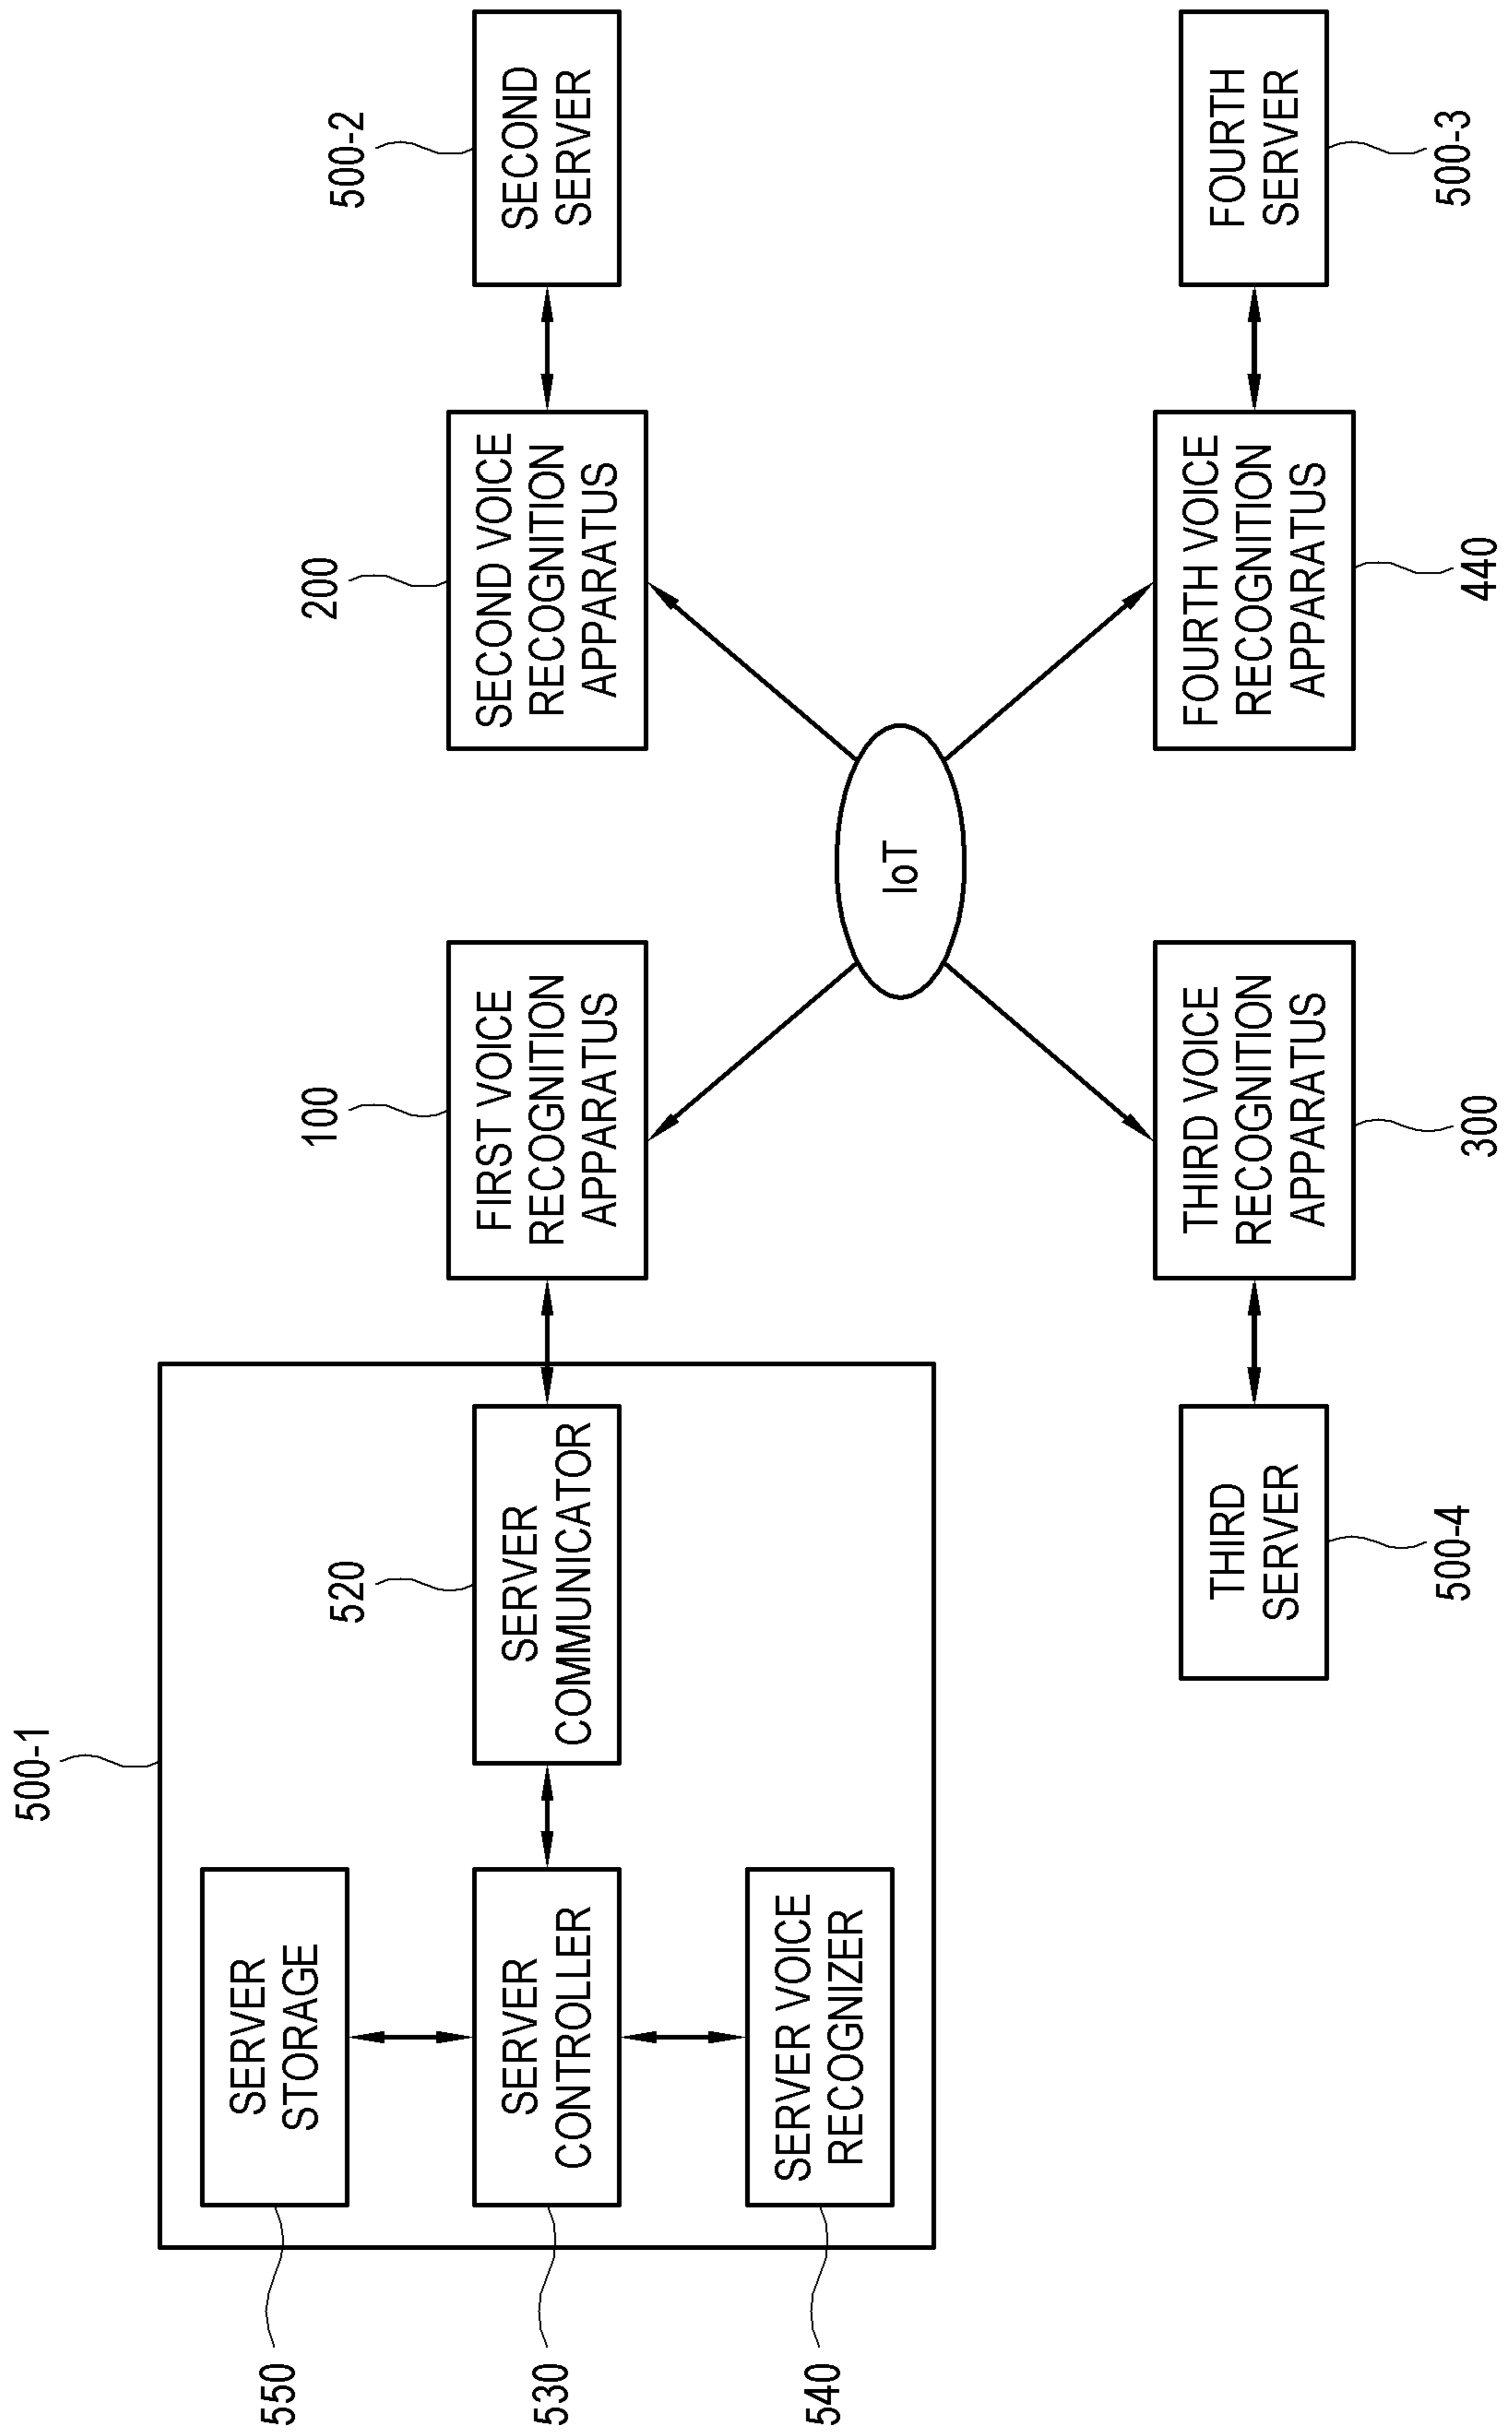 500-1
550
SERVER
STORAGE
520
100
200
500-2
530
SERVER
CONTROLLER
SERVER
COMMUNICATOR
FIRST VOICE
RECOGNITION
APPARATUS
SECOND VOICE
RECOGNITION
APPARATUS
SECOND
SERVER
540
SERVER VOICE
RECOGNIZER
IoT
THIRD
SERVER
THIRD VOICE
RECOGNITION
APPARATUS
FOURTH VOICE
RECOGNITION
APPARATUS
FOURTH
SERVER
500-4
300
440
500-3